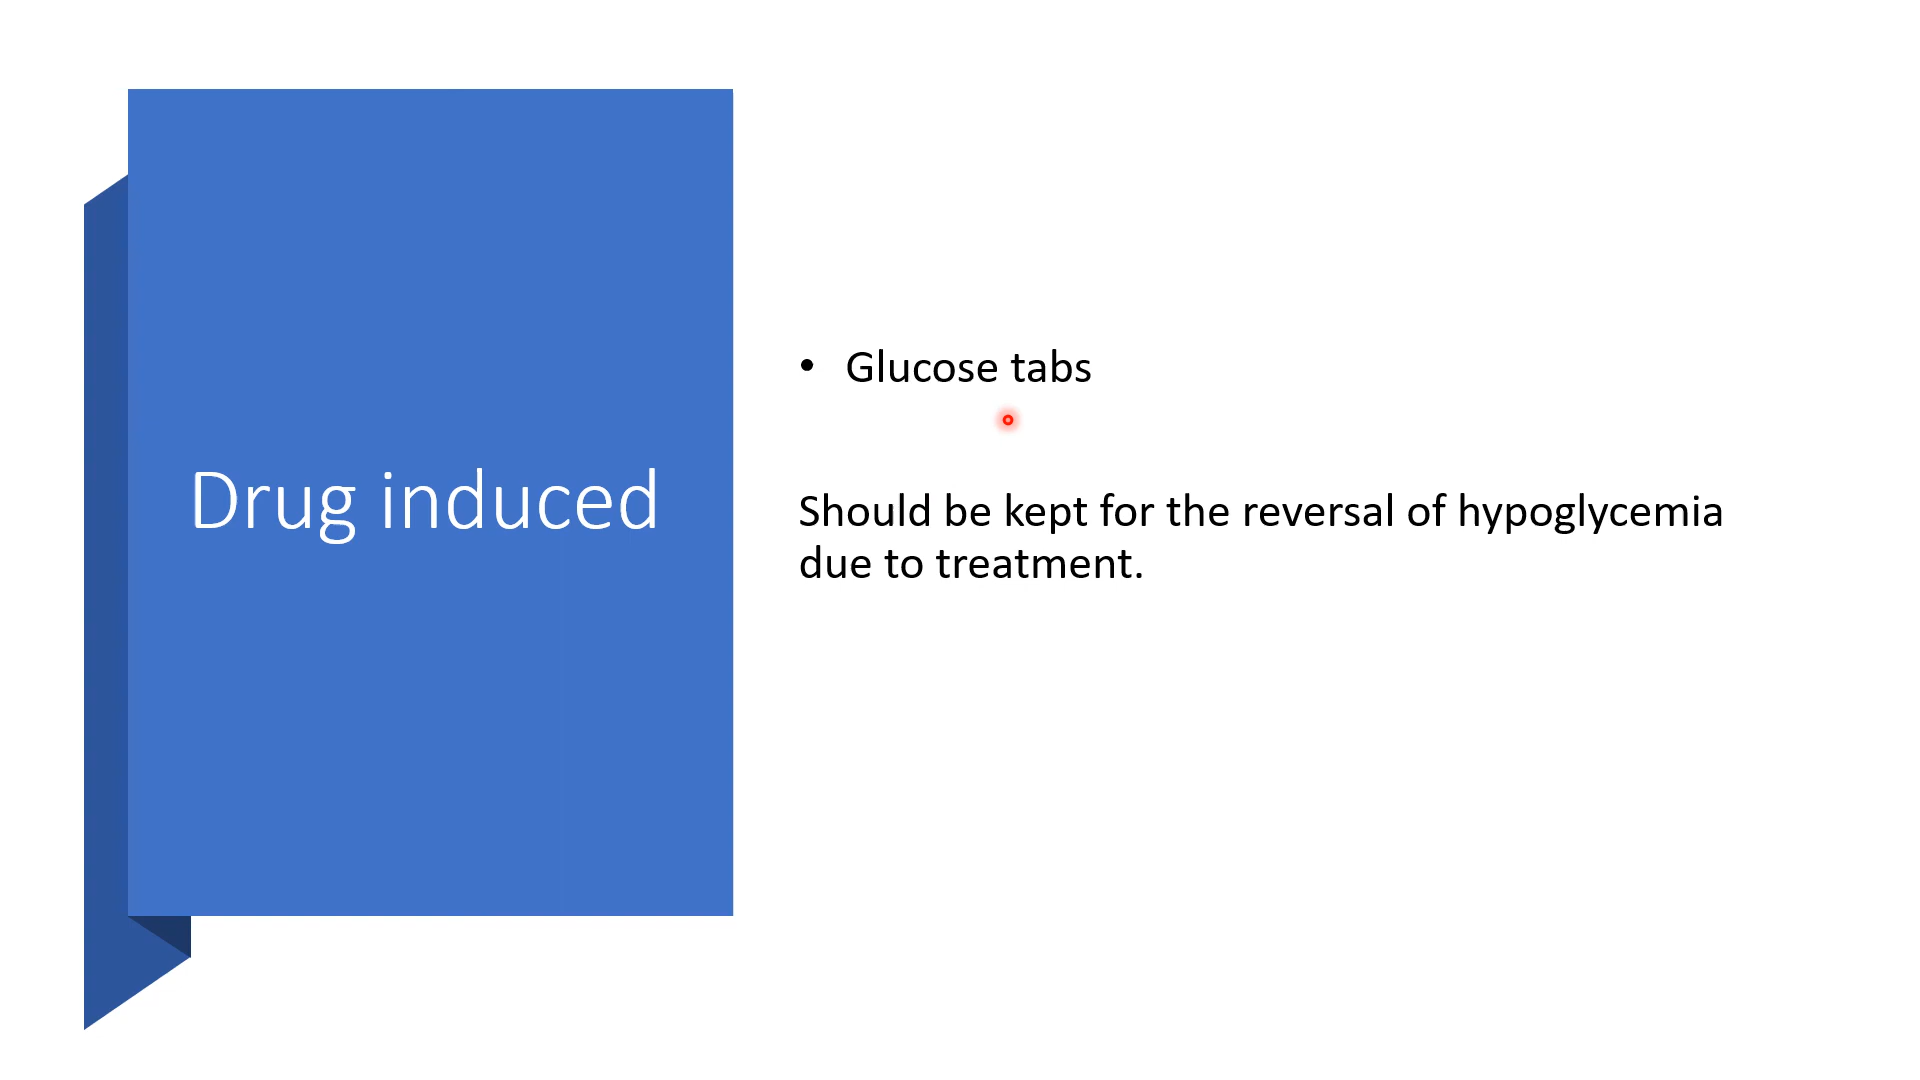 Drug induced
• Glucose tabs
Should be kept for the reversal of hypoglycemia
due to treatment.